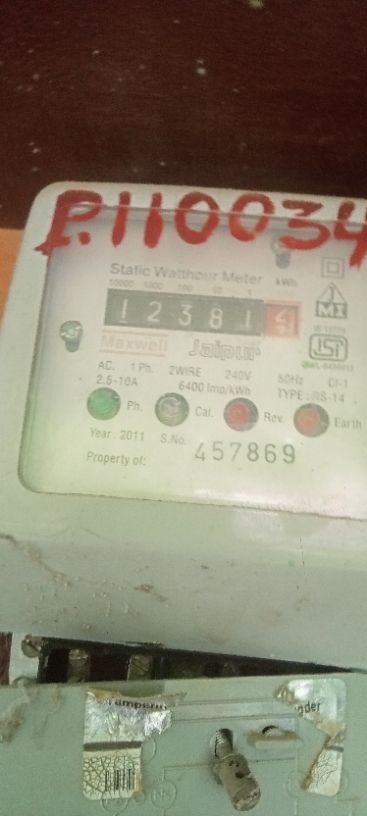 P.110034
Static Watthour Meter
10000 1000 100 10 1 kWh
1 2 3 8 1
Maxwell Jaipur
AC. 1 Ph. 2WIRE 240V 50Hz Cl-1
2.5-10A 6400 Imp/kWh TYPE : RS-14
Ph. Cal. Rev. Earth
Year . 2011 S.No.
Property of: 457869